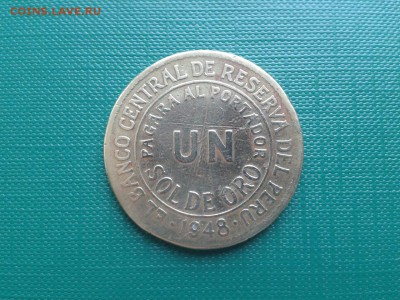 COINS.LAVE.RU
EL BANCO CENTRAL DE RESERVA DEL PERU
PAGARA AL PORTADOR
UN
SOL DE ORO
· 1948 ·